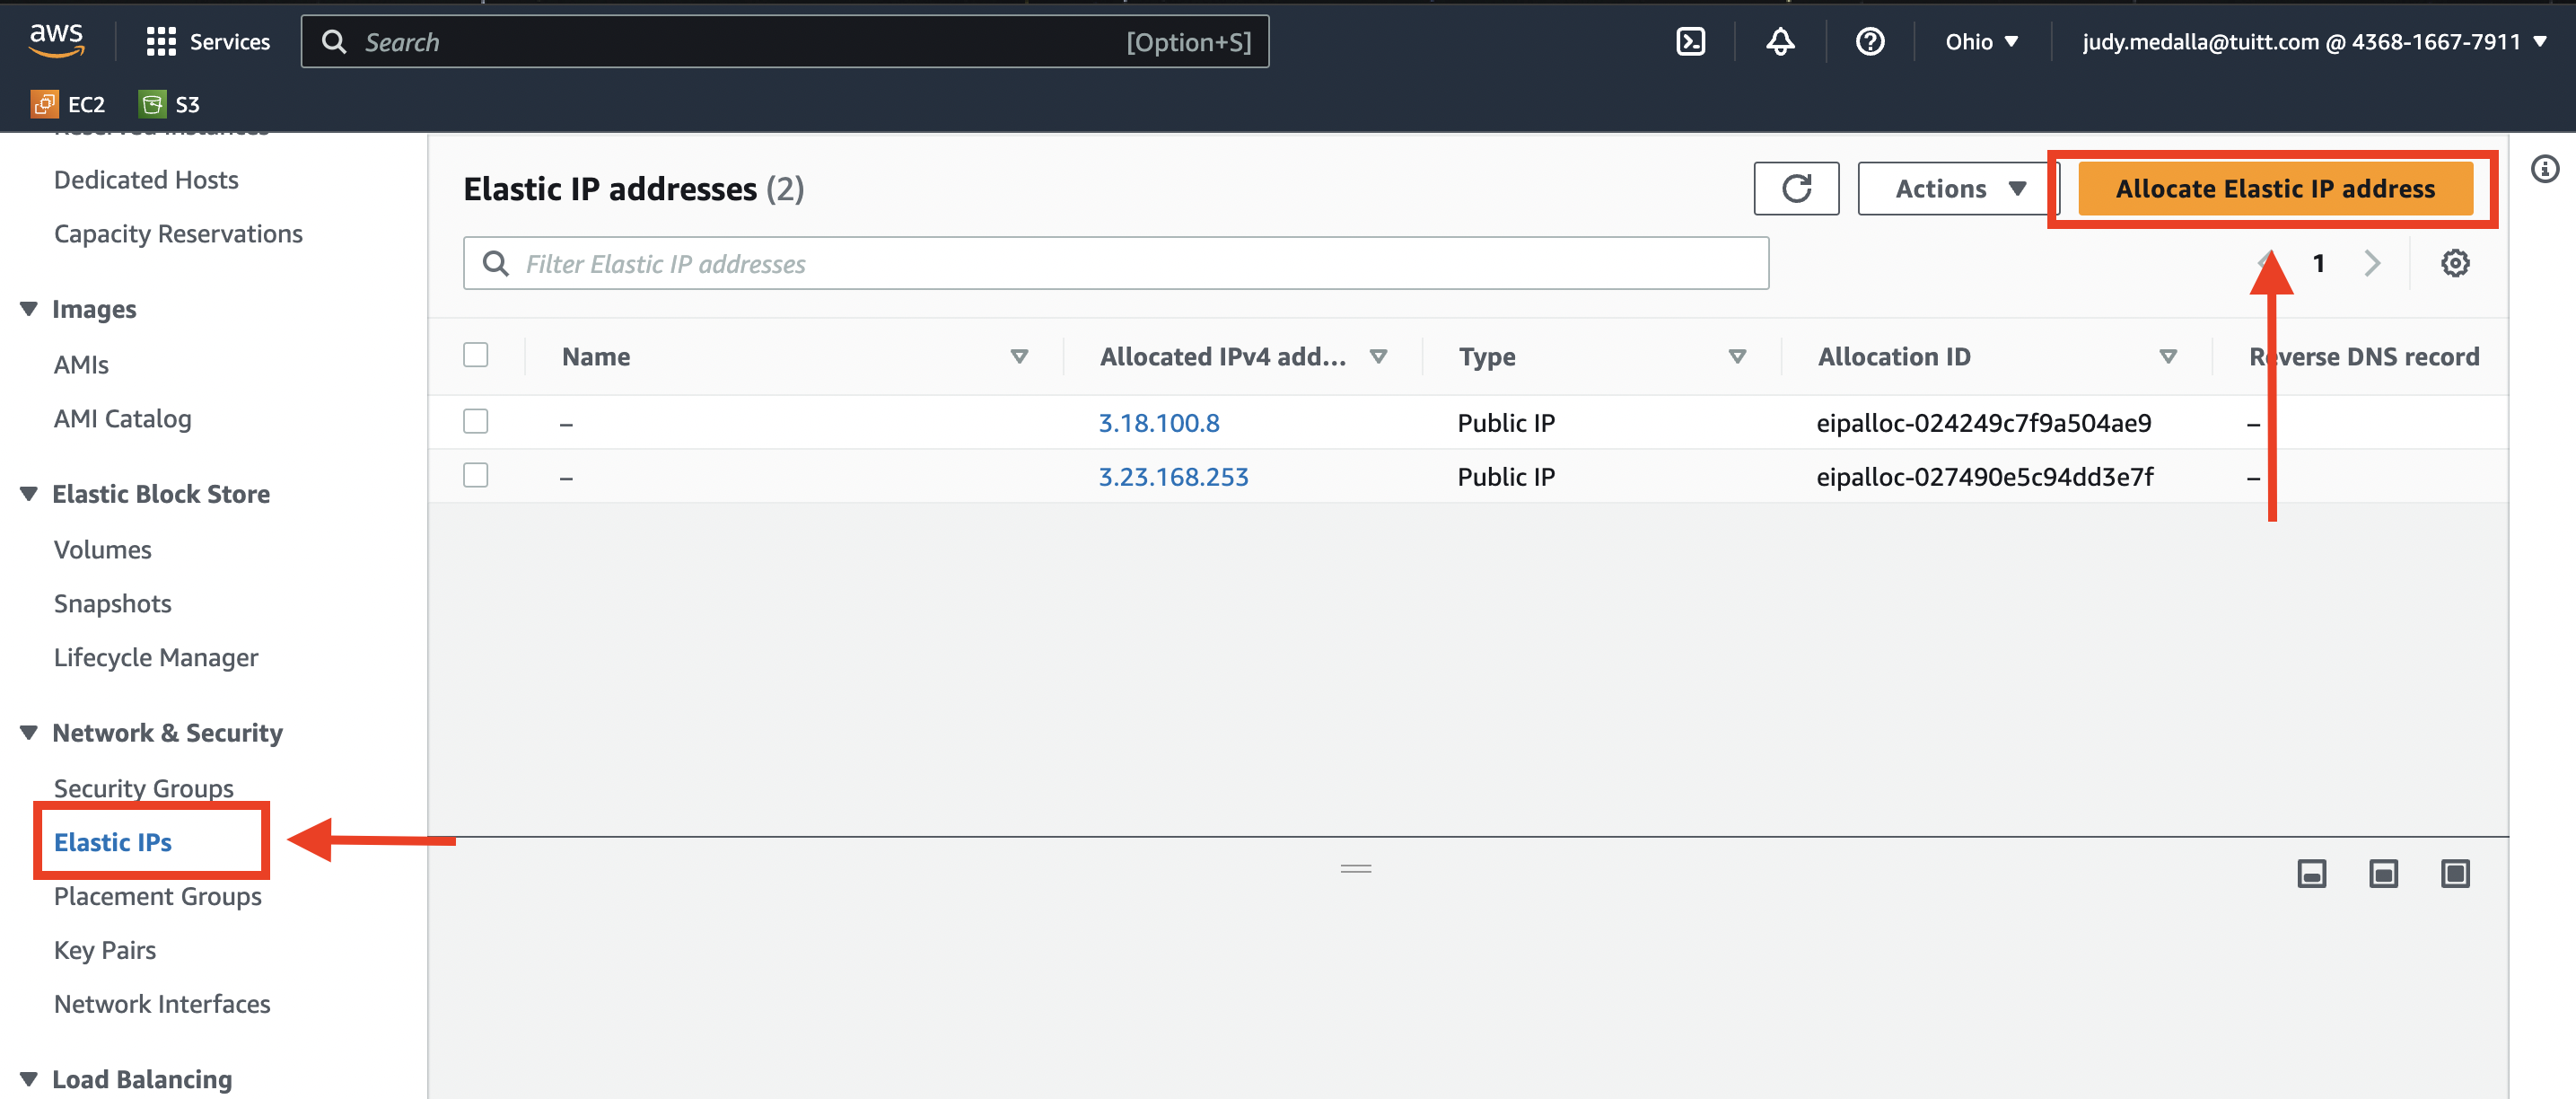 aws Services Search [Option+S] Ohio judy.medalla@tuitt.com @ 4368-1667-7911
EC2 S3
Reserved Instances
Dedicated Hosts
Capacity Reservations
Images
AMIs
AMI Catalog
Elastic Block Store
Volumes
Snapshots
Lifecycle Manager
Network & Security
Security Groups
Elastic IPs
Placement Groups
Key Pairs
Network Interfaces
Load Balancing
Elastic IP addresses (2) Actions Allocate Elastic IP address
Filter Elastic IP addresses 1
Name Allocated IPv4 add... Type Allocation ID Reverse DNS record
– 3.18.100.8 Public IP eipalloc-024249c7f9a504ae9 –
– 3.23.168.253 Public IP eipalloc-027490e5c94dd3e7f –